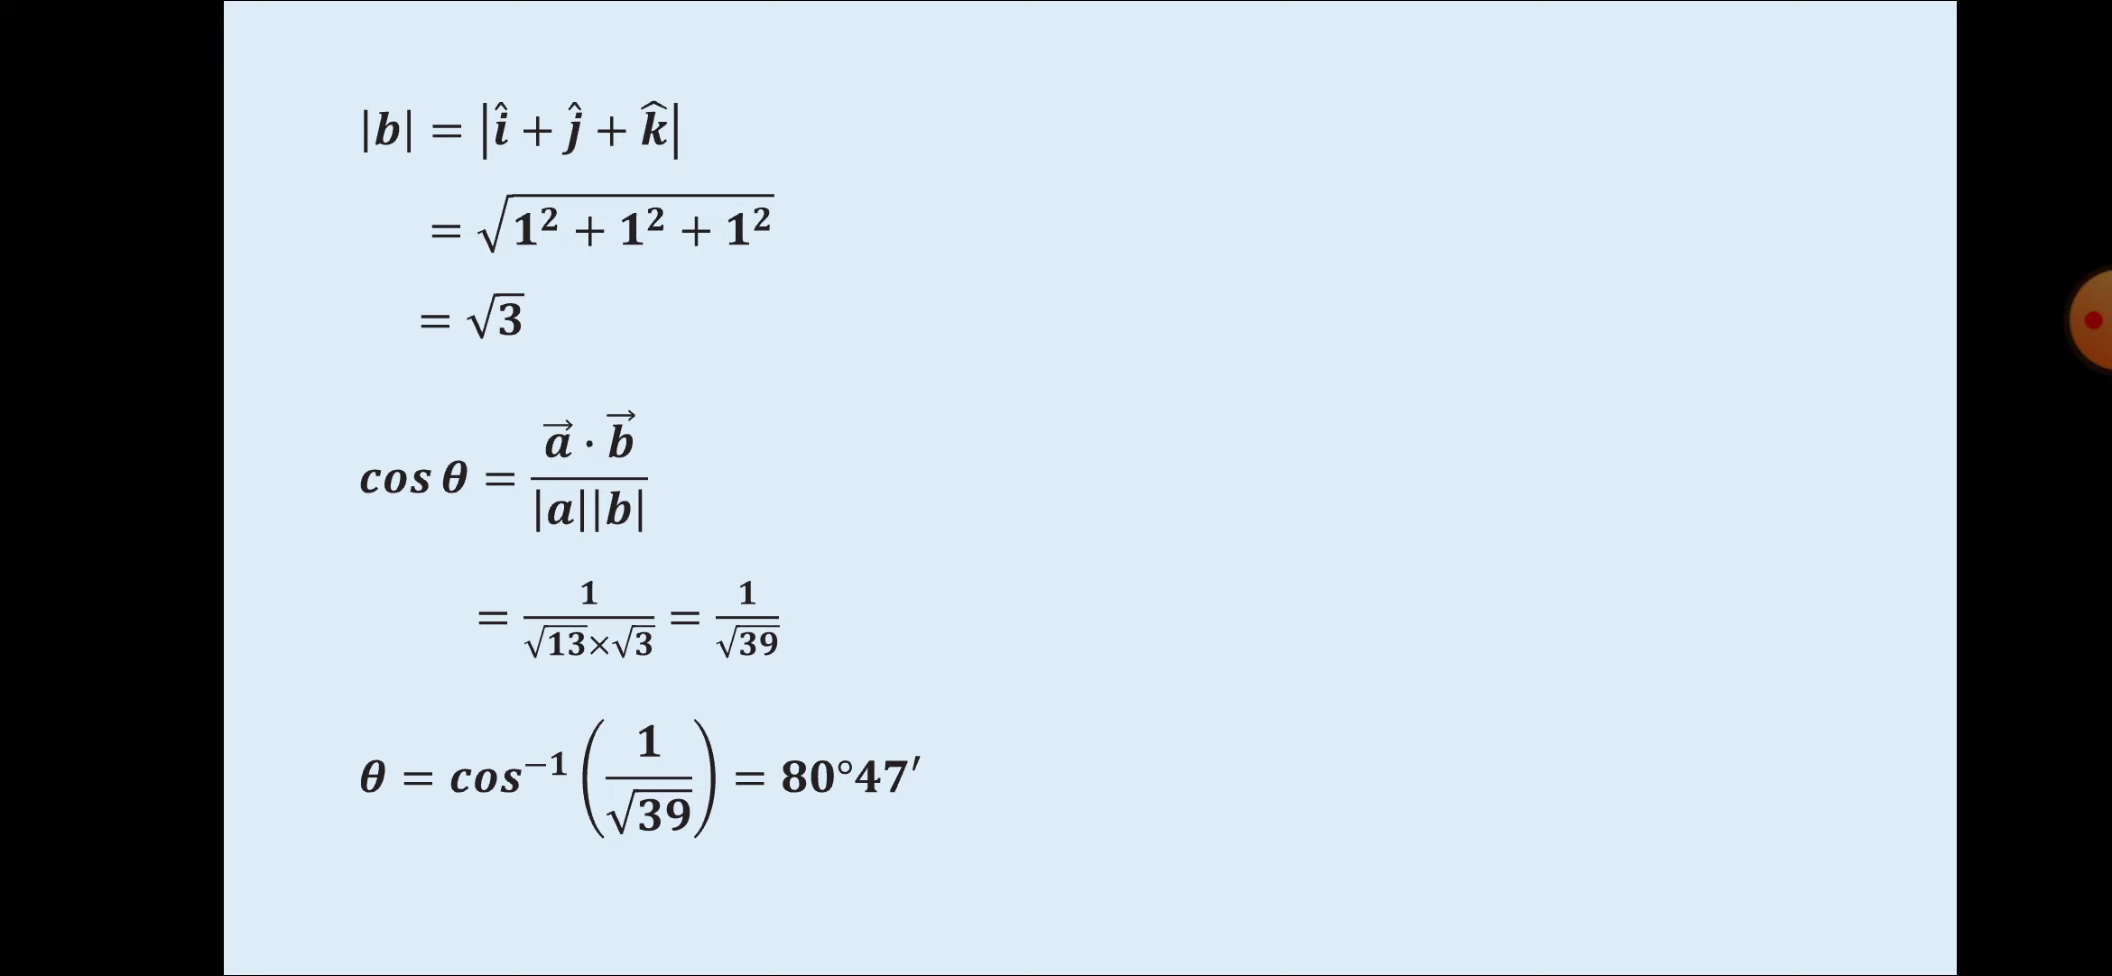 |b| = |î + ĵ + k̂|
= √(1² + 1² + 1²)
= √3
cos θ = (a⃗ · b⃗) / (|a||b|)
= 1 / (√13×√3) = 1 / √39
θ = cos⁻¹ (1 / √39) = 80°47′